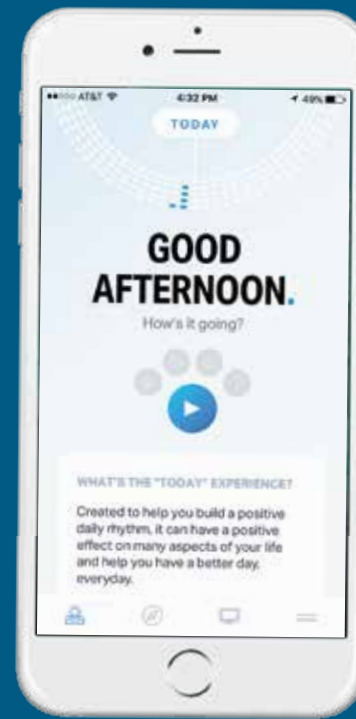 AT&T 4:32 PM 49%
TODAY
GOOD
AFTERNOON.
How's it going?
WHAT'S THE "TODAY" EXPERIENCE?
Created to help you build a positive
daily rhythm, it can have a positive
effect on many aspects of your life
and help you have a better day,
everyday.